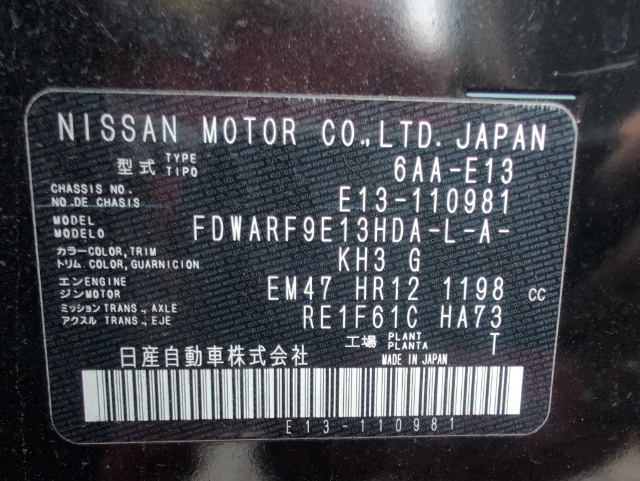 NISSAN MOTOR CO., LTD. JAPAN
型式 TYPE TIPO 6AA-E13
CHASSIS NO. NO. DE CHASIS E13-110981
MODEL MODELO FDWARF9E13HDA-L-A-
カラー COLOR, TRIM トリム COLOR, GUARNICION KH3 G
エンジン ENGINE MOTOR EM47 HR12 1198 CC
ミッション TRANS., AXLE アクスル TRANS., EJE RE1F61C HA73
工場 PLANT PLANTA T
日産自動車株式会社 MADE IN JAPAN
E13-110981